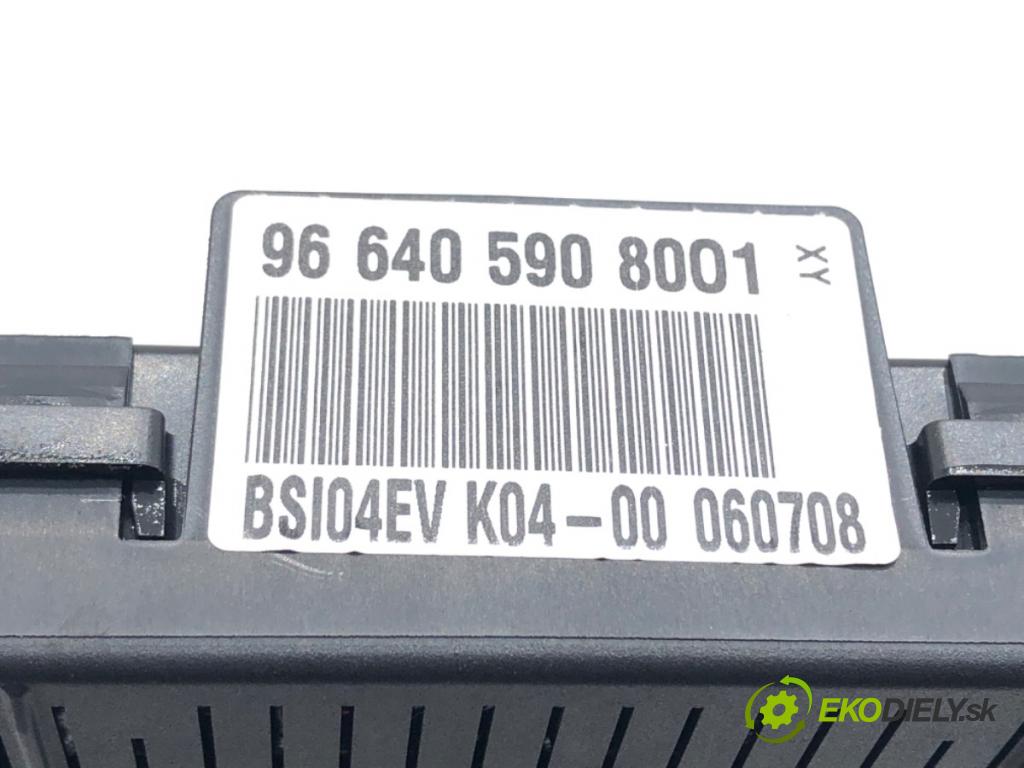 96 640 590 8001
XY
BSI04EV K04-00 060708
EKODIELY.sk